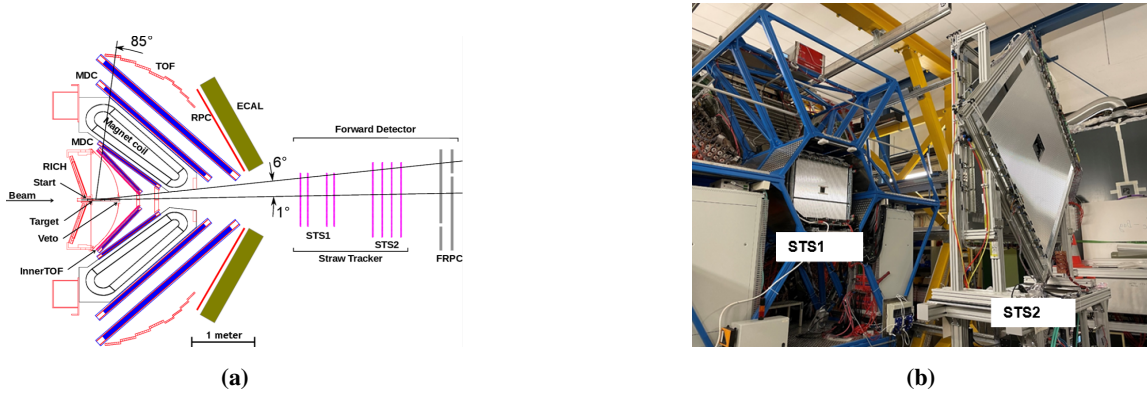 85°
TOF
MDC
ECAL
RPC
Magnet coil
Forward Detector
MDC
6°
RICH
Start
Beam
1°
Target
STS1
STS2
Veto
Straw Tracker
FRPC
InnerTOF
1 meter
(a)
STS1
STS2
(b)